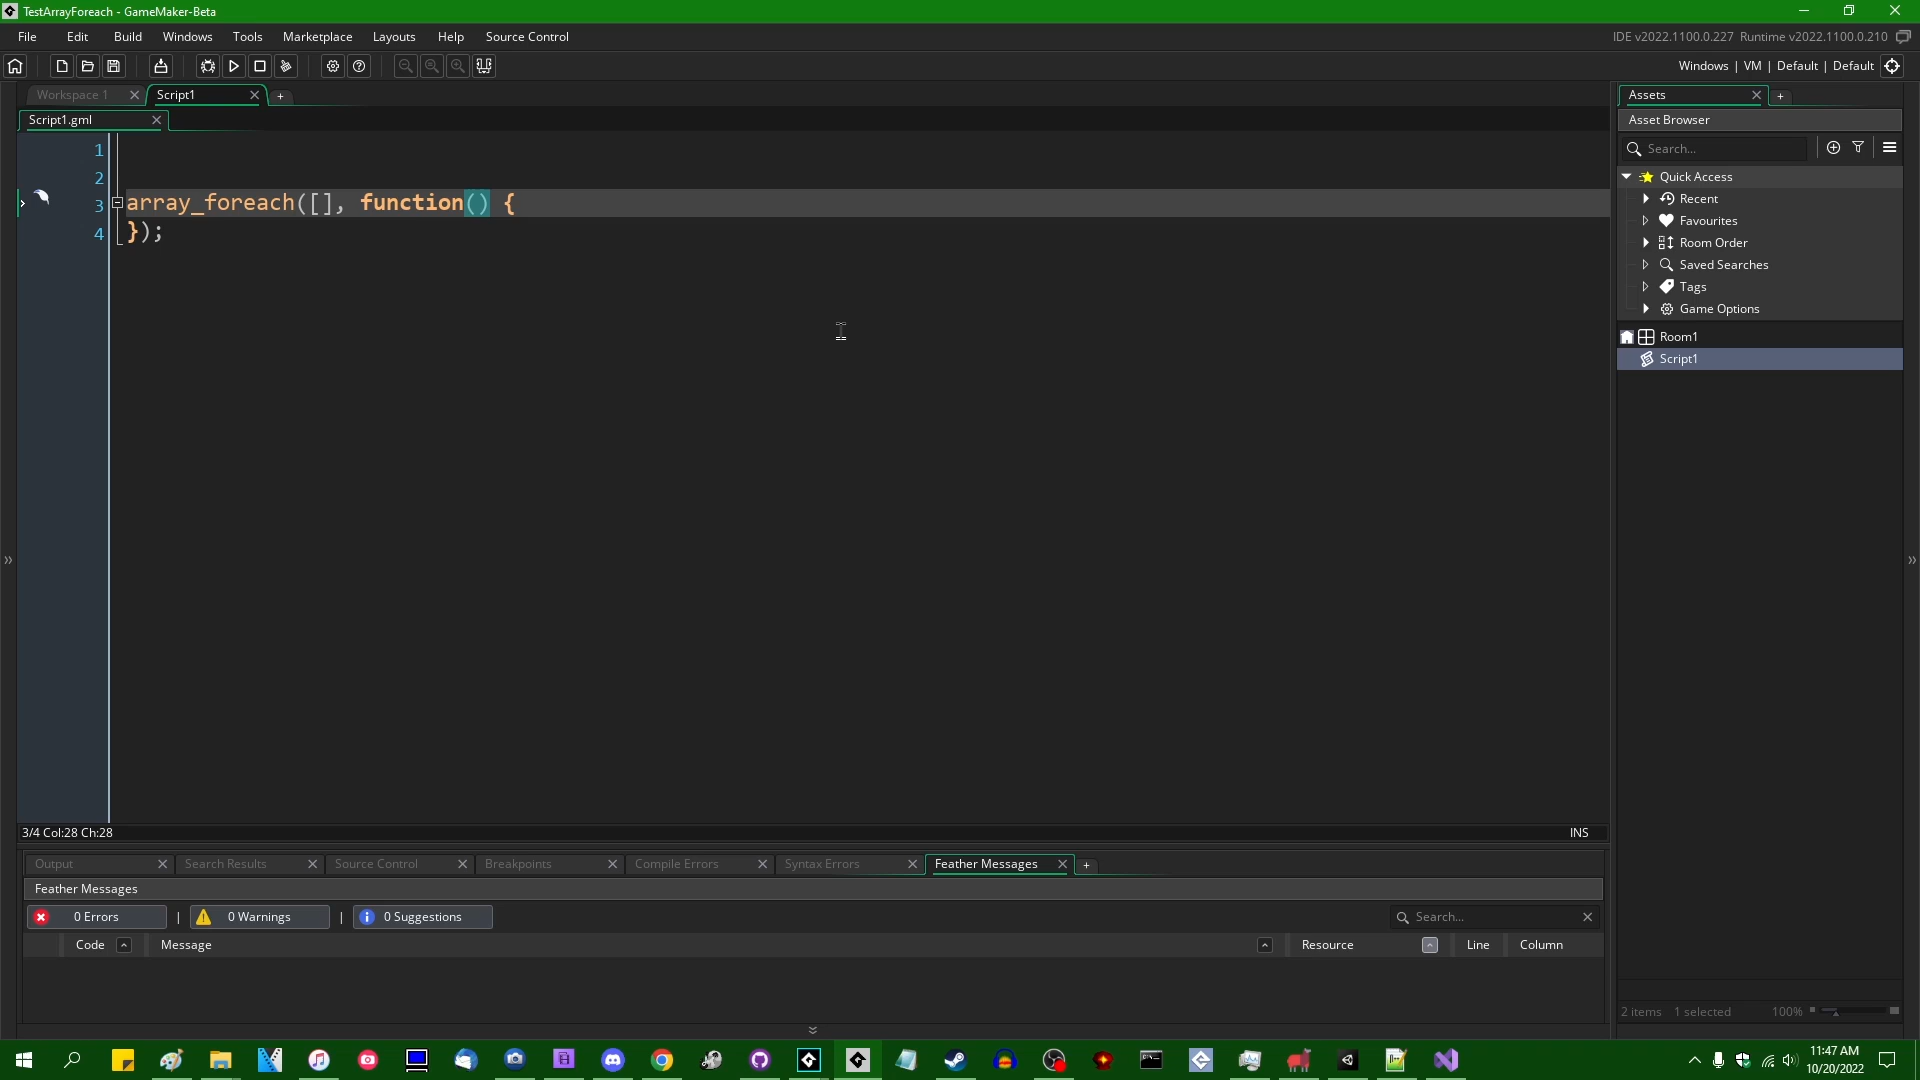 TestArrayForeach - GameMaker-Beta
File Edit Build Windows Tools Marketplace Layouts Help Source Control
IDE v2022.1100.0.227 Runtime v2022.1100.0.210
Windows | VM | Default | Default
Workspace 1 Script1 +
Script1.gml
1
2
3 array_foreach([], function() {
4 });
3/4 Col:28 Ch:28 INS
Output Search Results Source Control Breakpoints Compile Errors Syntax Errors Feather Messages +
Feather Messages
0 Errors | 0 Warnings | 0 Suggestions Search...
Code Message Resource Line Column
Assets +
Asset Browser
Search...
Quick Access
Recent
Favourites
Room Order
Saved Searches
Tags
Game Options
Room1
Script1
2 items 1 selected 100%
11:47 AM
10/20/2022